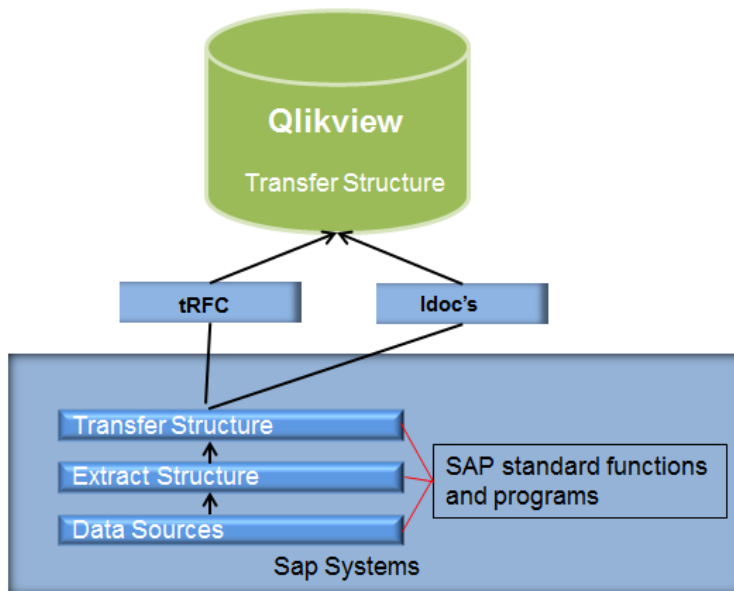 Qlikview
Transfer Structure
tRFC
Idoc's
Transfer Structure
Extract Structure
Data Sources
SAP standard functions
and programs
Sap Systems